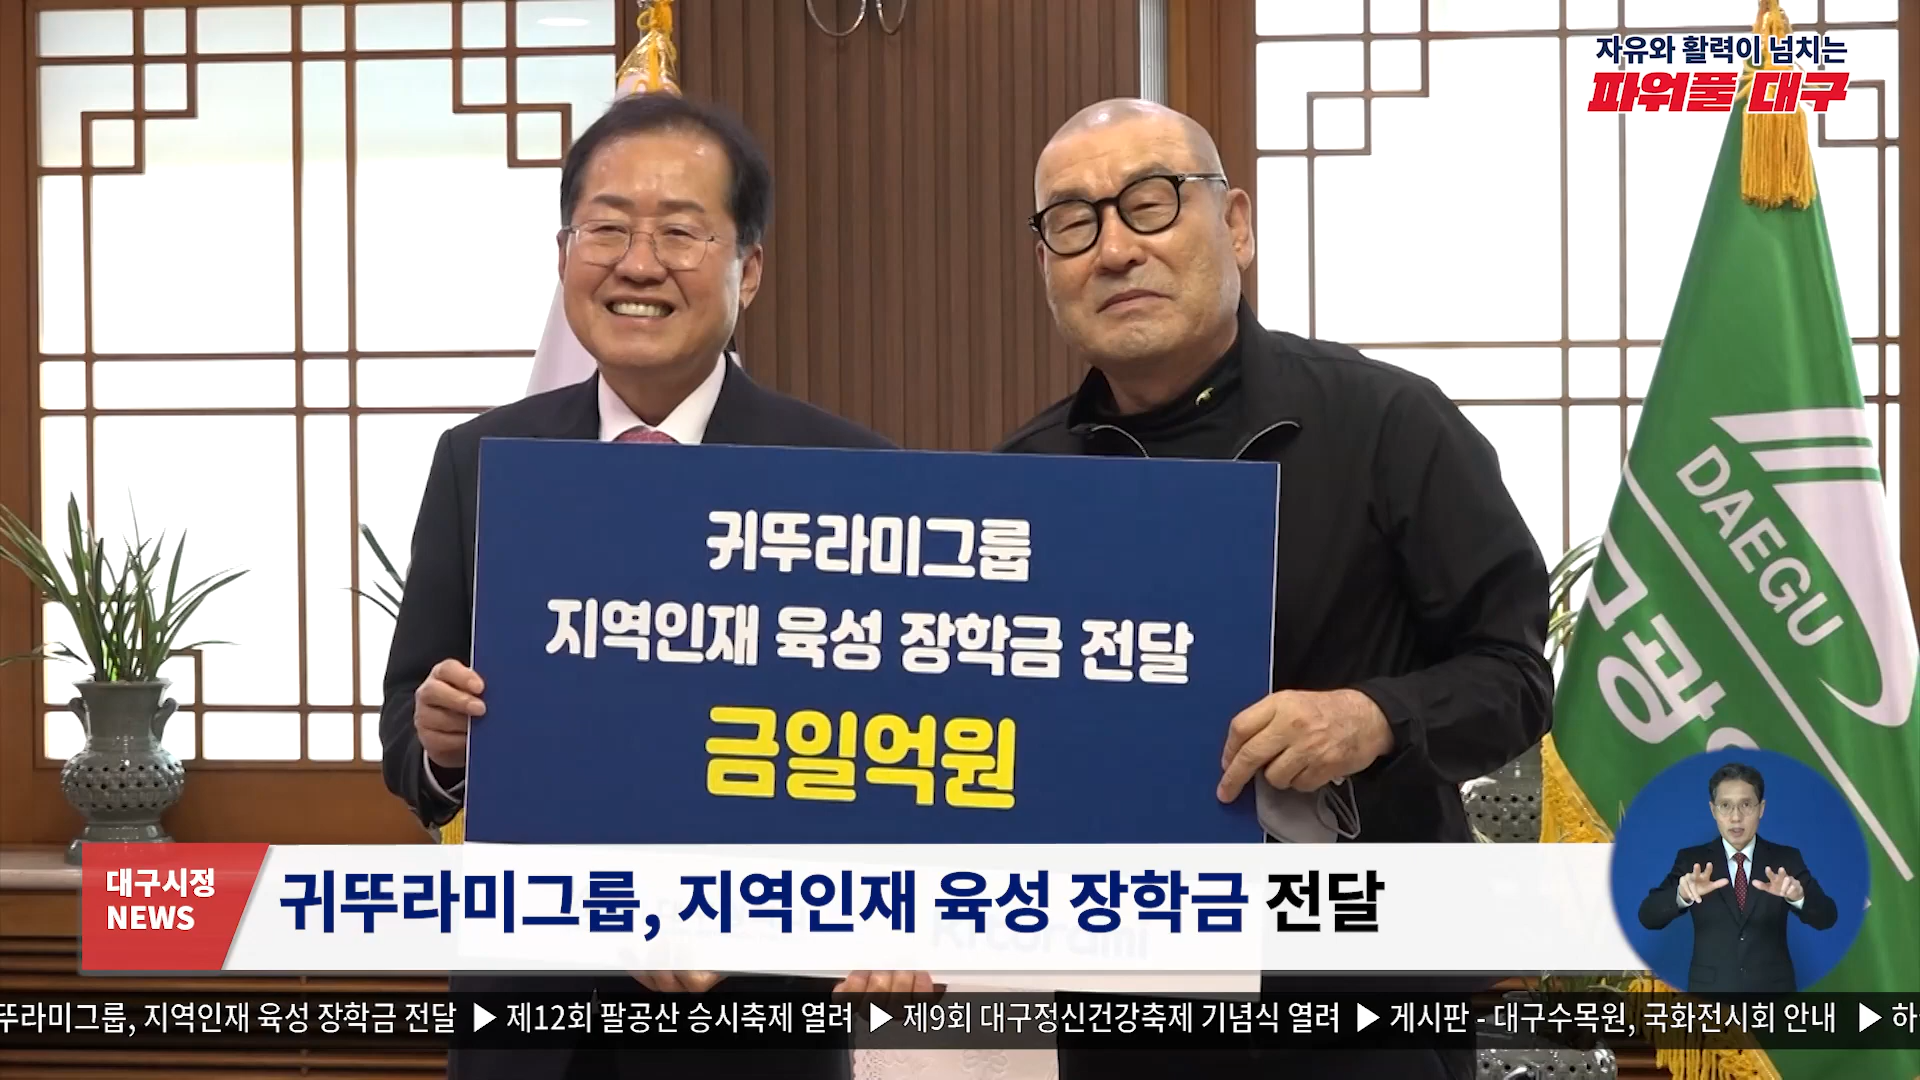 자유와 활력이 넘치는
파워풀 대구
귀뚜라미그룹
지역인재 육성 장학금 전달
금일억원
DAEGU
대구시정
NEWS
귀뚜라미그룹, 지역인재 육성 장학금 전달
뚜라미그룹, 지역인재 육성 장학금 전달 ▶ 제12회 팔공산 승시축제 열려 ▶ 제9회 대구정신건강축제 기념식 열려 ▶ 게시판 - 대구수목원, 국화전시회 안내 ▶ 하